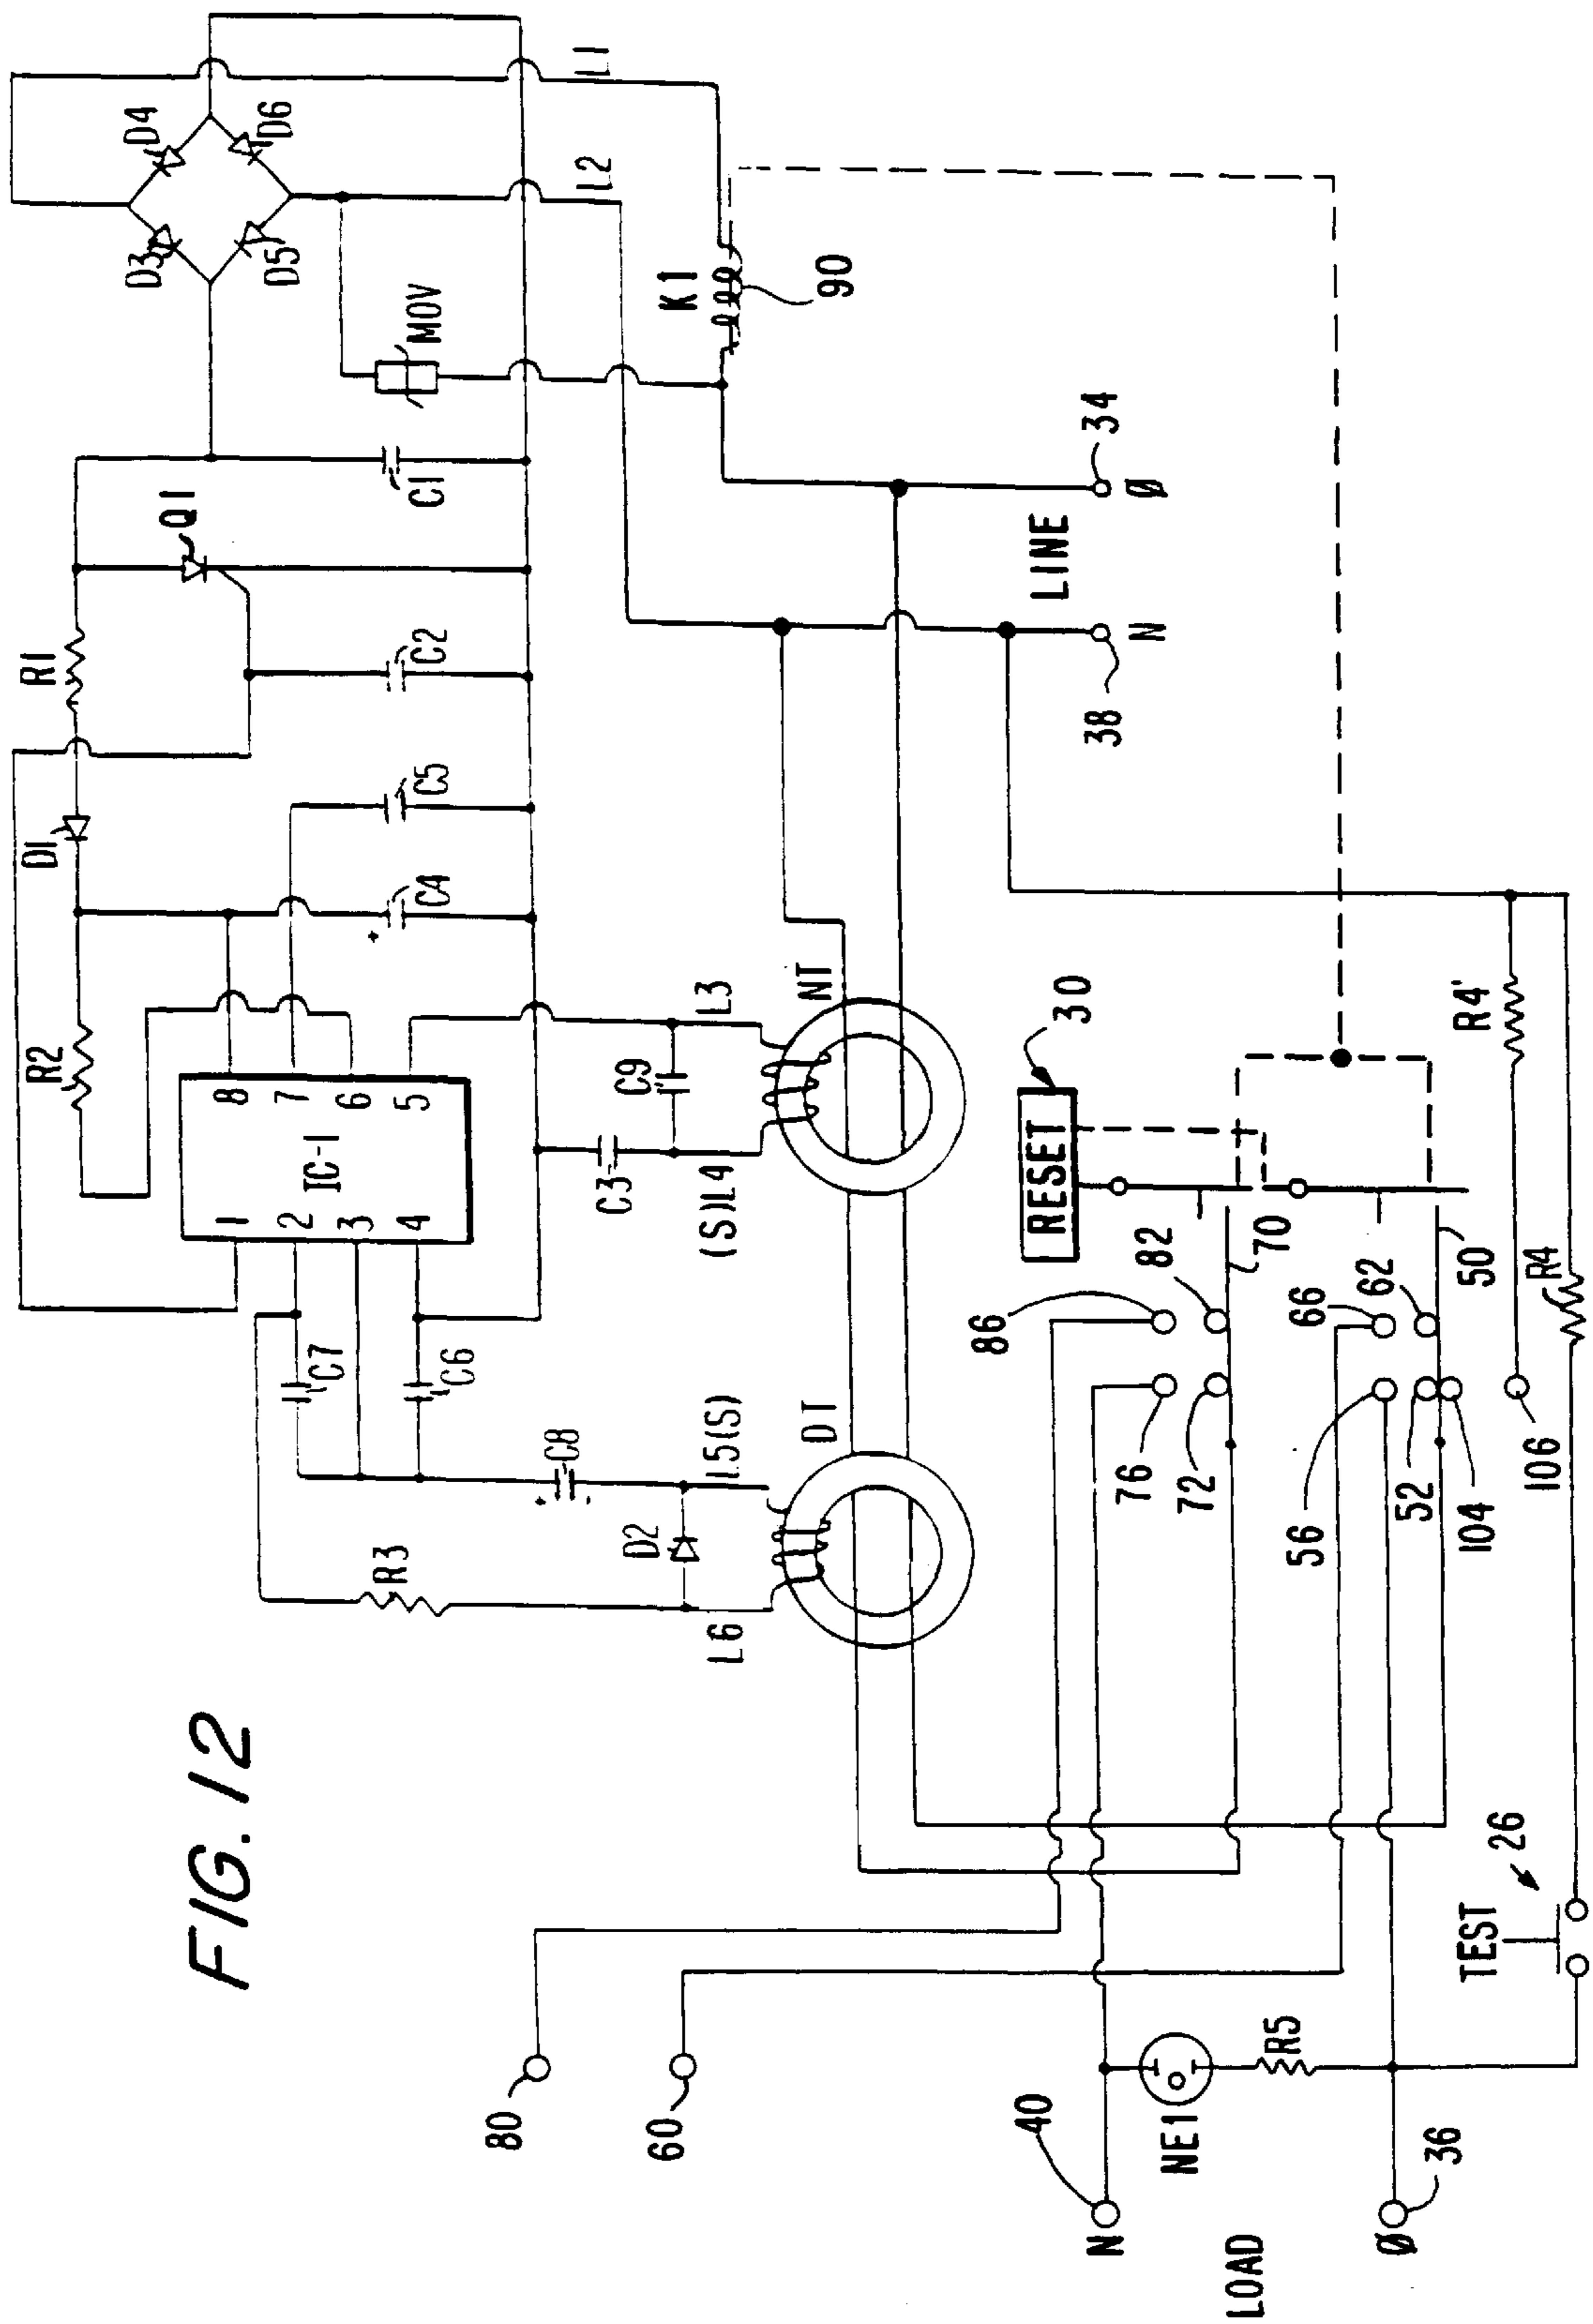 FIG. 12
80
60
40
N
NE1
R5
LOAD
Ø
36
TEST
26
L6
R3
D2
C8
L5(S)
DT
C7
C6
1
2
3
4
IC-1
8
7
6
5
R2
D1
R1
C4
C5
C2
Q1
C1
MOV
D3
D4
D5
D6
L1
L2
K1
90
C3
C9
(S)L4
L3
NT
LINE
N
38
Ø
34
RESET
30
86
82
76
72
70
66
62
56
52
50
104
106
R4
R4'